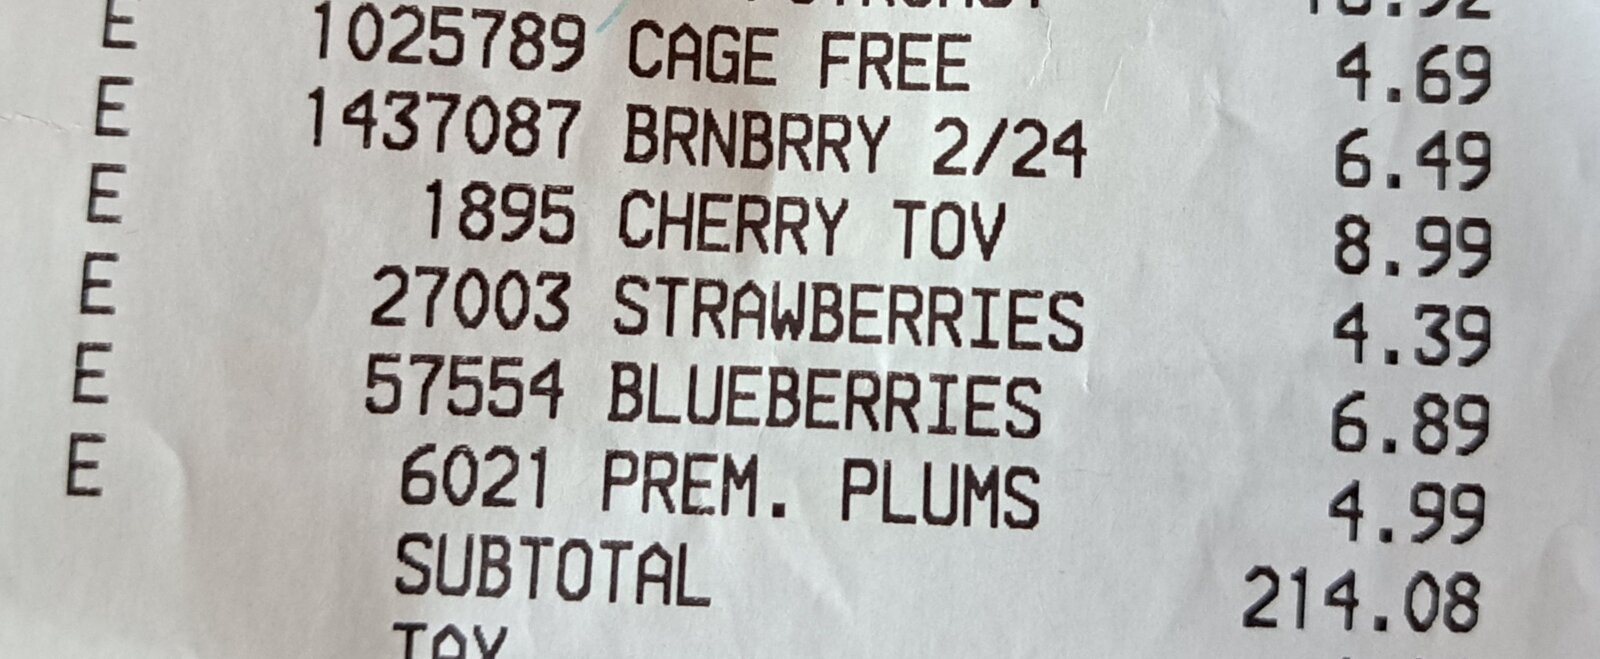 E 1025789 CAGE FREE 4.69
E 1437087 BRNBRRY 2/24 6.49
E 1895 CHERRY TOV 8.99
E 27003 STRAWBERRIES 4.39
E 57554 BLUEBERRIES 6.89
E 6021 PREM. PLUMS 4.99
SUBTOTAL 214.08
TAX